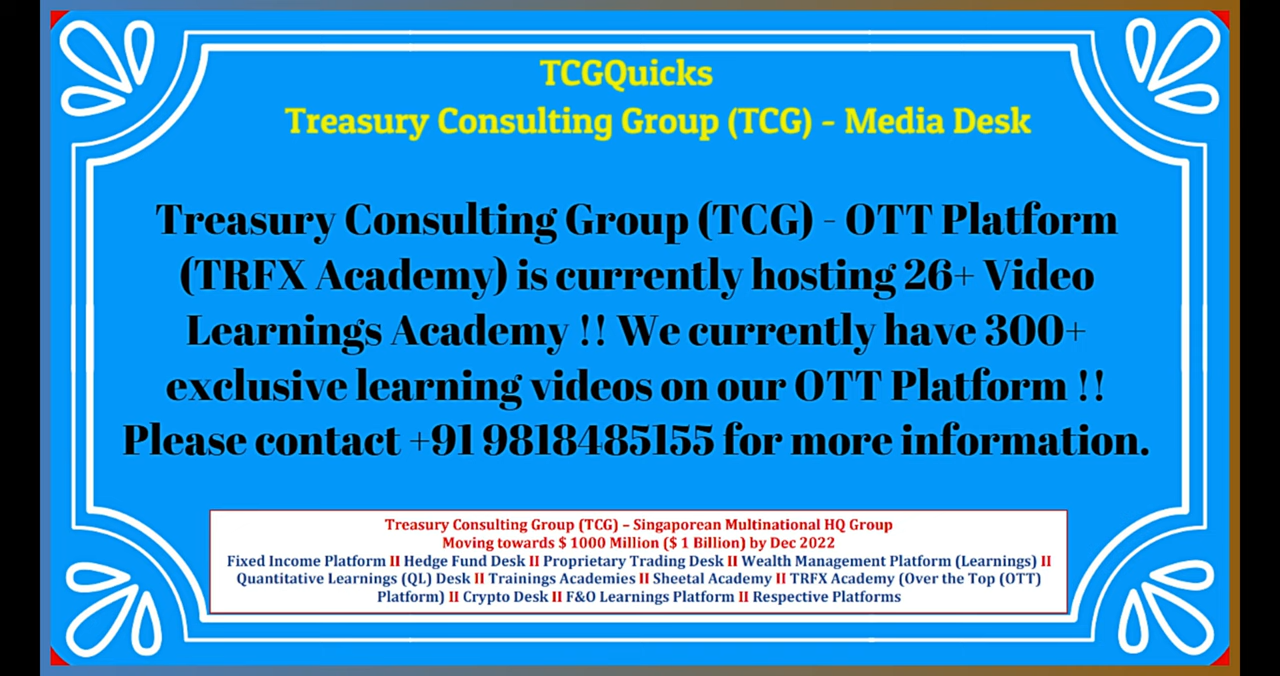 TCGQuicks
Treasury Consulting Group (TCG) - Media Desk
Treasury Consulting Group (TCG) - OTT Platform
(TRFX Academy) is currently hosting 26+ Video
Learnings Academy !! We currently have 300+
exclusive learning videos on our OTT Platform !!
Please contact +91 9818485155 for more information.
Treasury Consulting Group (TCG) – Singaporean Multinational HQ Group
Moving towards $ 1000 Million ($ 1 Billion) by Dec 2022
Fixed Income Platform II Hedge Fund Desk II Proprietary Trading Desk II Wealth Management Platform (Learnings) II
Quantitative Learnings (QL) Desk II Trainings Academies II Sheetal Academy II TRFX Academy (Over the Top (OTT)
Platform) II Crypto Desk II F&O Learnings Platform II Respective Platforms